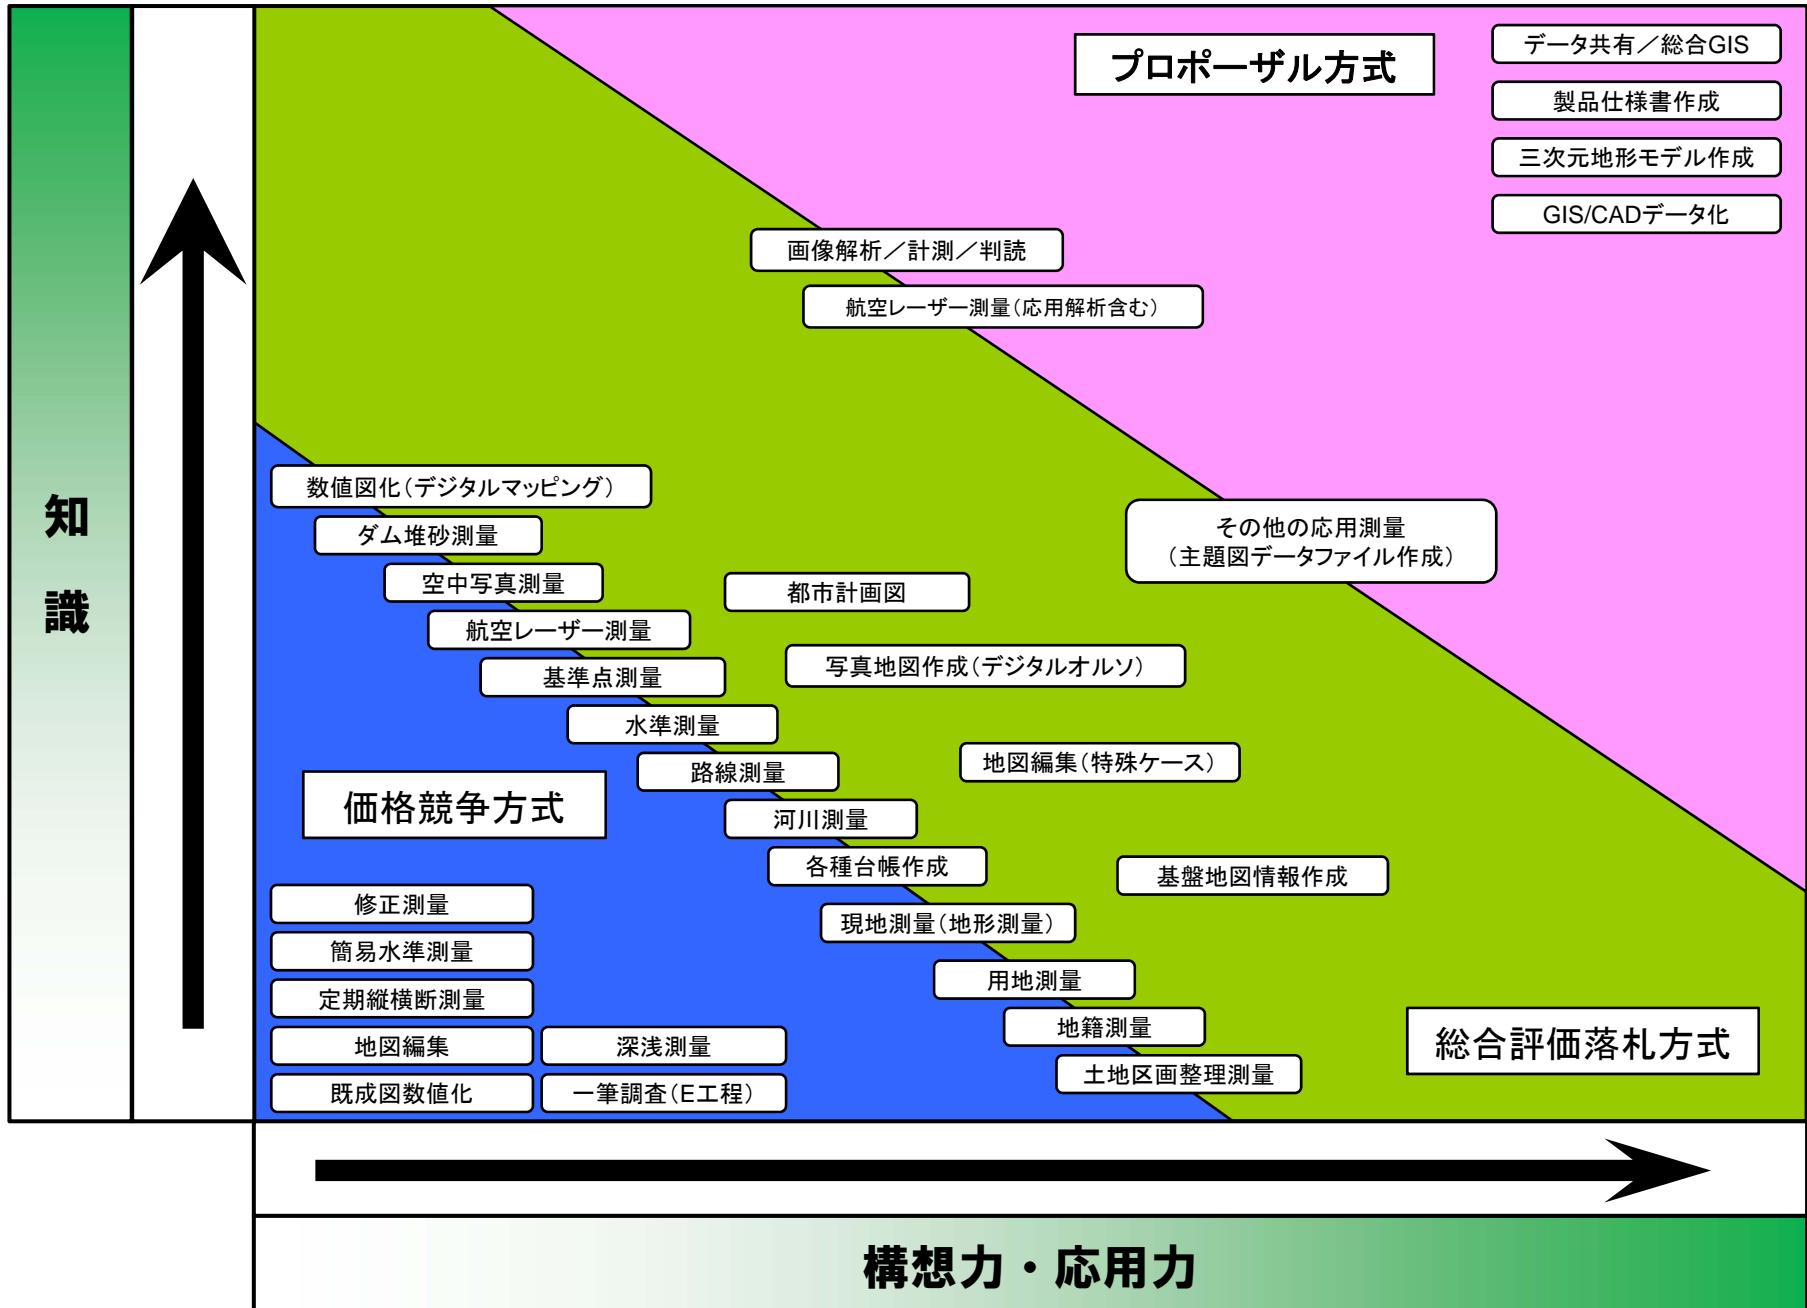 プロポーザル方式
データ共有／総合GIS
製品仕様書作成
三次元地形モデル作成
GIS/CADデータ化
画像解析／計測／判読
航空レーザー測量(応用解析含む)
知
識
数値図化(デジタルマッピング)
ダム堆砂測量
空中写真測量
航空レーザー測量
基準点測量
水準測量
路線測量
河川測量
各種台帳作成
現地測量(地形測量)
用地測量
地籍測量
土地区画整理測量
その他の応用測量
(主題図データファイル作成)
都市計画図
写真地図作成(デジタルオルソ)
地図編集(特殊ケース)
基盤地図情報作成
価格競争方式
修正測量
簡易水準測量
定期縦横断測量
地図編集
深浅測量
既成図数値化
一筆調査(E工程)
総合評価落札方式
構想力・応用力